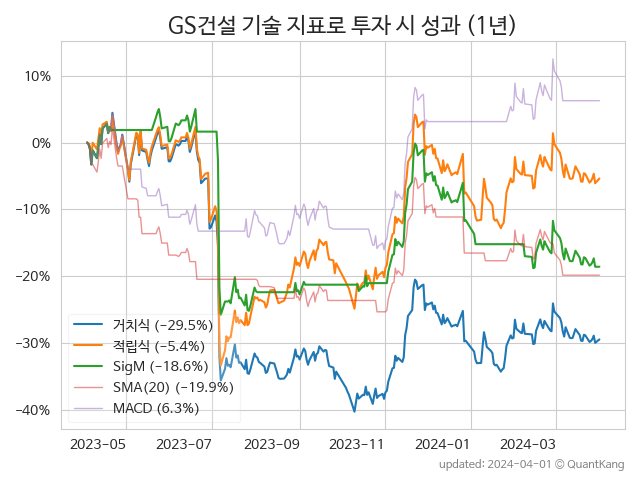 GS건설 기술 지표로 투자 시 성과 (1년)
10%
0%
−10%
−20%
−30%
−40%
거치식 (−29.5%)
적립식 (−5.4%)
SigM (−18.6%)
SMA(20) (−19.9%)
MACD (6.3%)
2023-05 2023-07 2023-09 2023-11 2024-01 2024-03
updated: 2024-04-01 © QuantKang